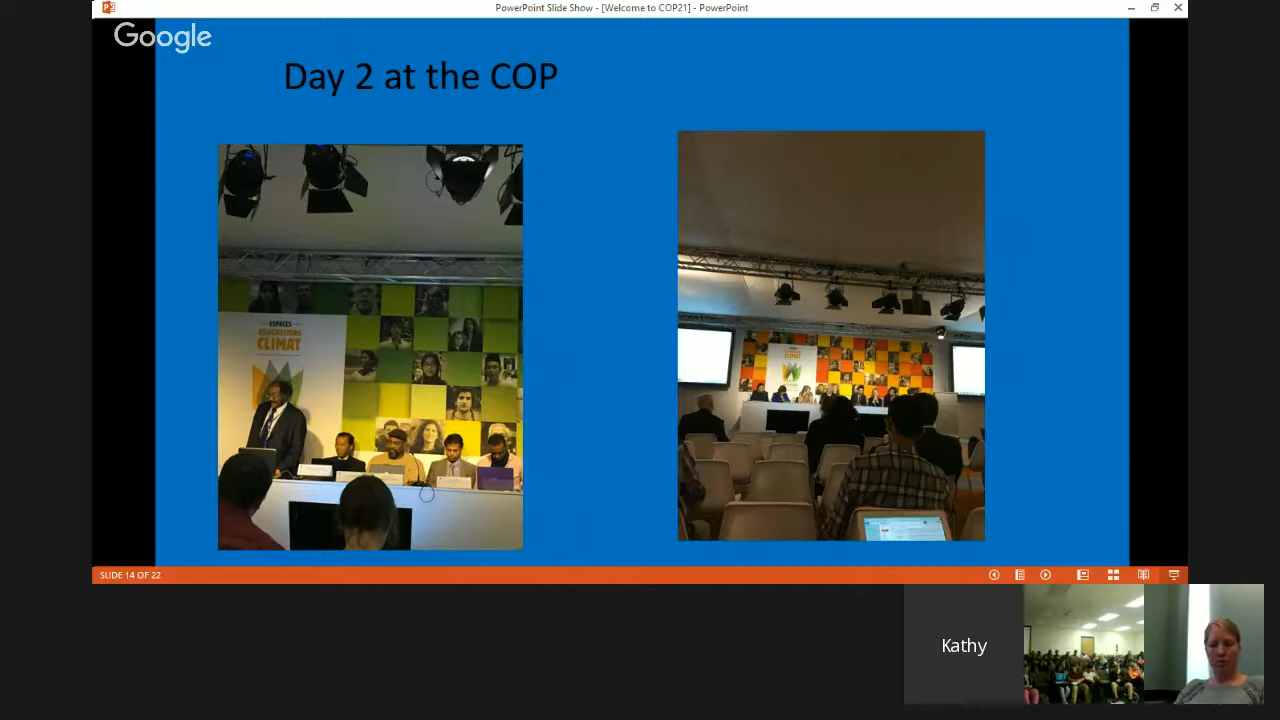 PowerPoint Slide Show - [Welcome to COP21] - PowerPoint
Google
Day 2 at the COP
ESPACES
GÉNÉRATIONS
CLIMAT
SLIDE 14 OF 22
Kathy